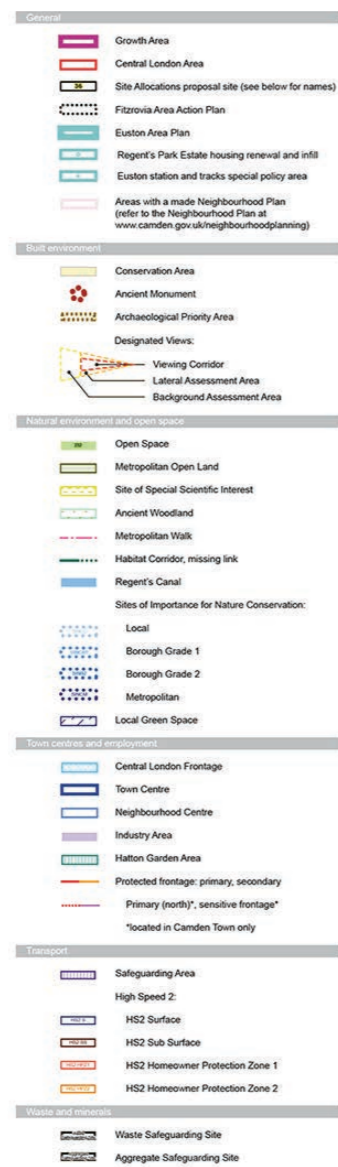 General
Growth Area
Central London Area
36 Site Allocations proposal site (see below for names)
Fitzrovia Area Action Plan
Euston Area Plan
Regent's Park Estate housing renewal and infill
Euston station and tracks special policy area
Areas with a made Neighbourhood Plan
(refer to the Neighbourhood Plan at
www.camden.gov.uk/neighbourhoodplanning)
Built environment
Conservation Area
Ancient Monument
Archaeological Priority Area
Designated Views:
Viewing Corridor
Lateral Assessment Area
Background Assessment Area
Natural environment and open space
Open Space
Metropolitan Open Land
Site of Special Scientific Interest
Ancient Woodland
Metropolitan Walk
Habitat Corridor, missing link
Regent's Canal
Sites of Importance for Nature Conservation:
Local
Borough Grade 1
Borough Grade 2
Metropolitan
Local Green Space
Town centres and employment
Central London Frontage
Town Centre
Neighbourhood Centre
Industry Area
Hatton Garden Area
Protected frontage: primary, secondary
Primary (north)*, sensitive frontage*
*located in Camden Town only
Transport
Safeguarding Area
High Speed 2:
HS2 Surface
HS2 Sub Surface
HS2 Homeowner Protection Zone 1
HS2 Homeowner Protection Zone 2
Waste and minerals
Waste Safeguarding Site
Aggregate Safeguarding Site